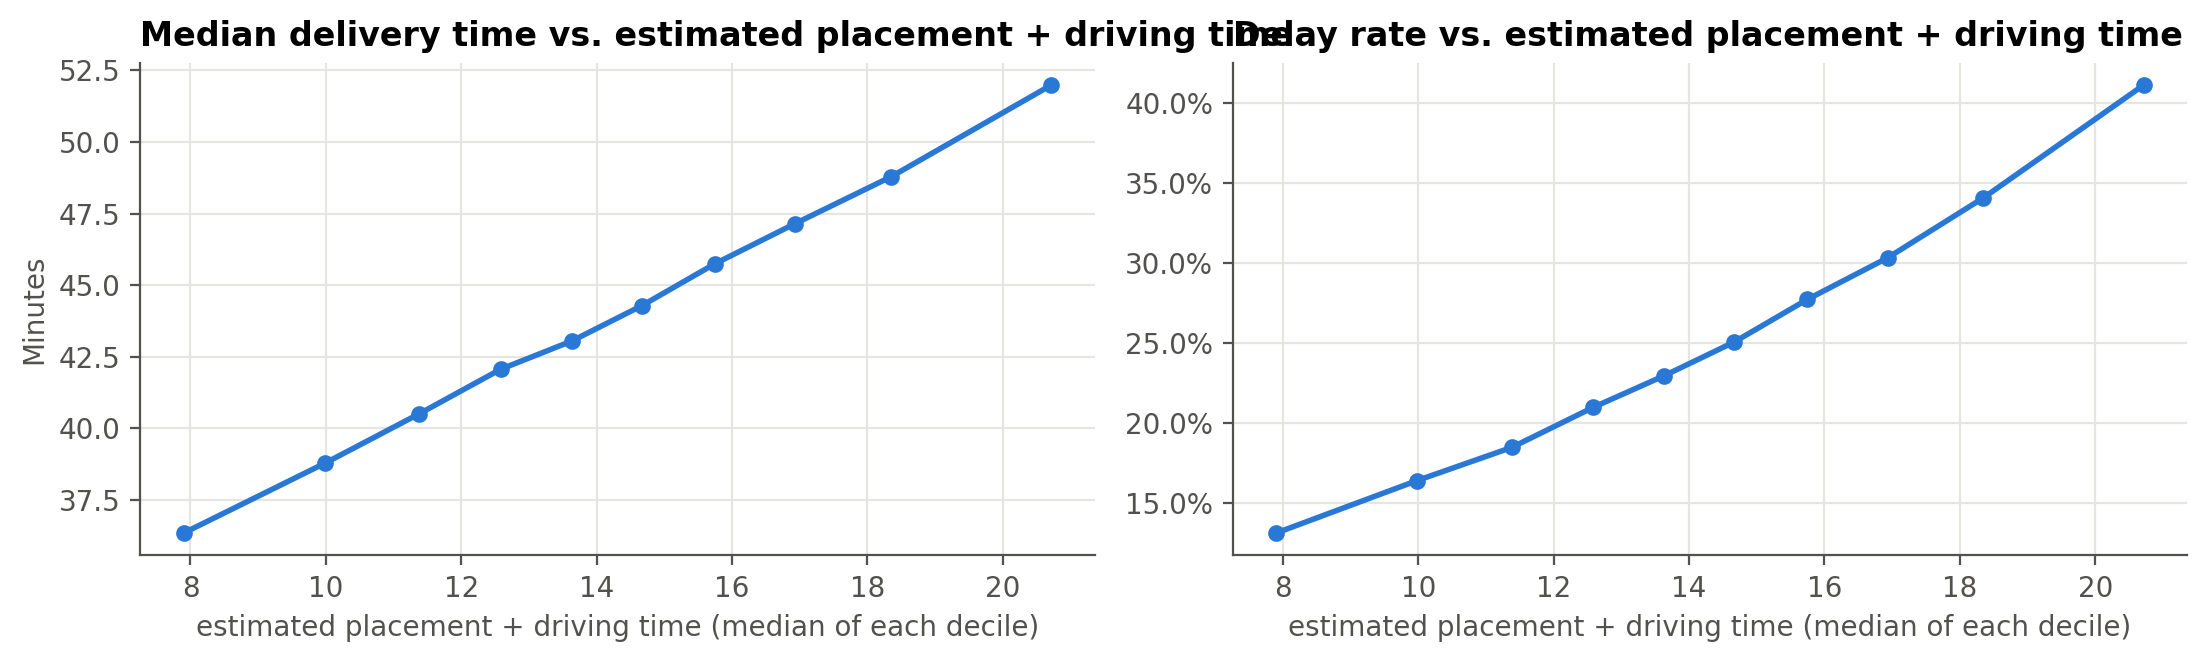 Median delivery time vs. estimated placement + driving time
Delay rate vs. estimated placement + driving time
52.5
50.0
47.5
45.0
42.5
40.0
37.5
Minutes
8 10 12 14 16 18 20
estimated placement + driving time (median of each decile)
40.0%
35.0%
30.0%
25.0%
20.0%
15.0%
8 10 12 14 16 18 20
estimated placement + driving time (median of each decile)